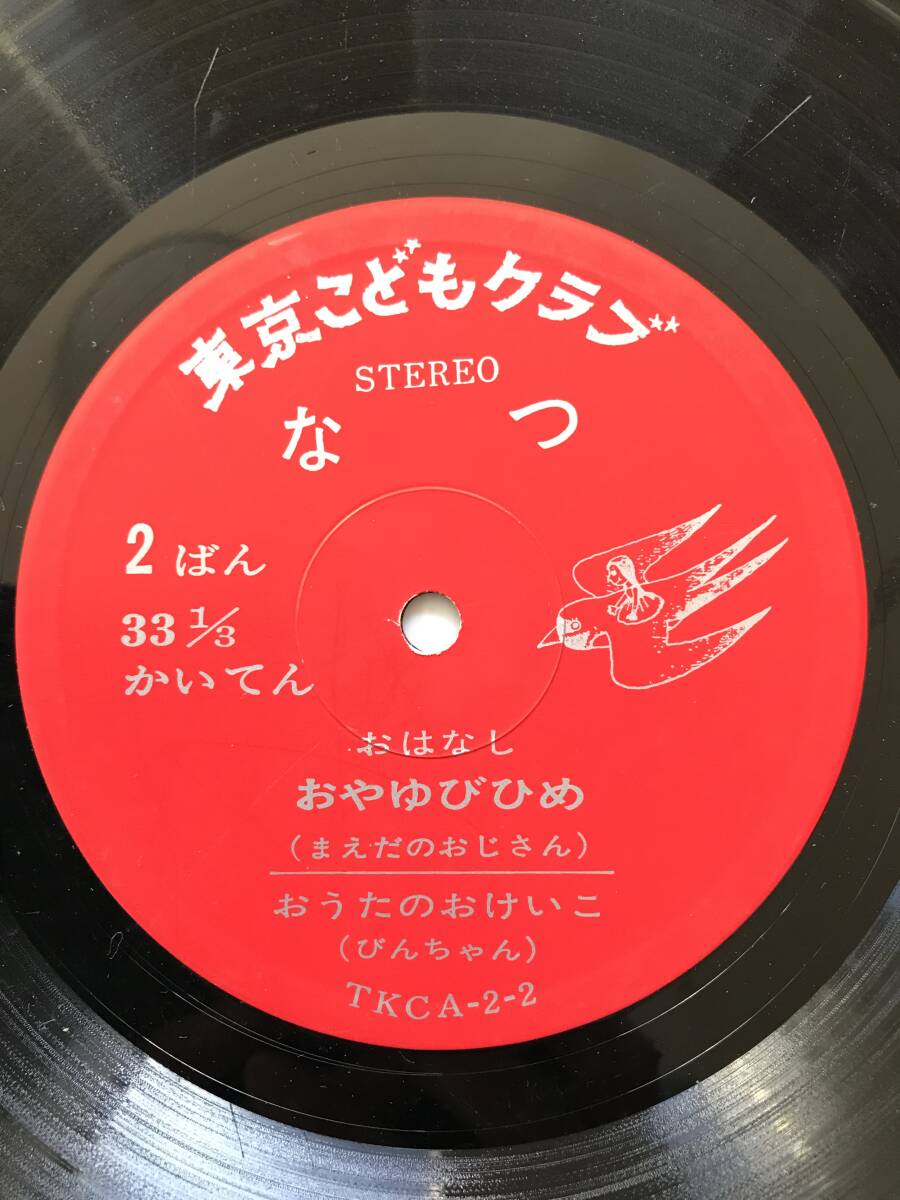 東京こどもクラブ
STEREO
なつ
2 ばん
33 1/3
かいてん
おはなし
おやゆびひめ
(まえだのおじさん)
おうたのおけいこ
(びんちゃん)
TKCA-2-2